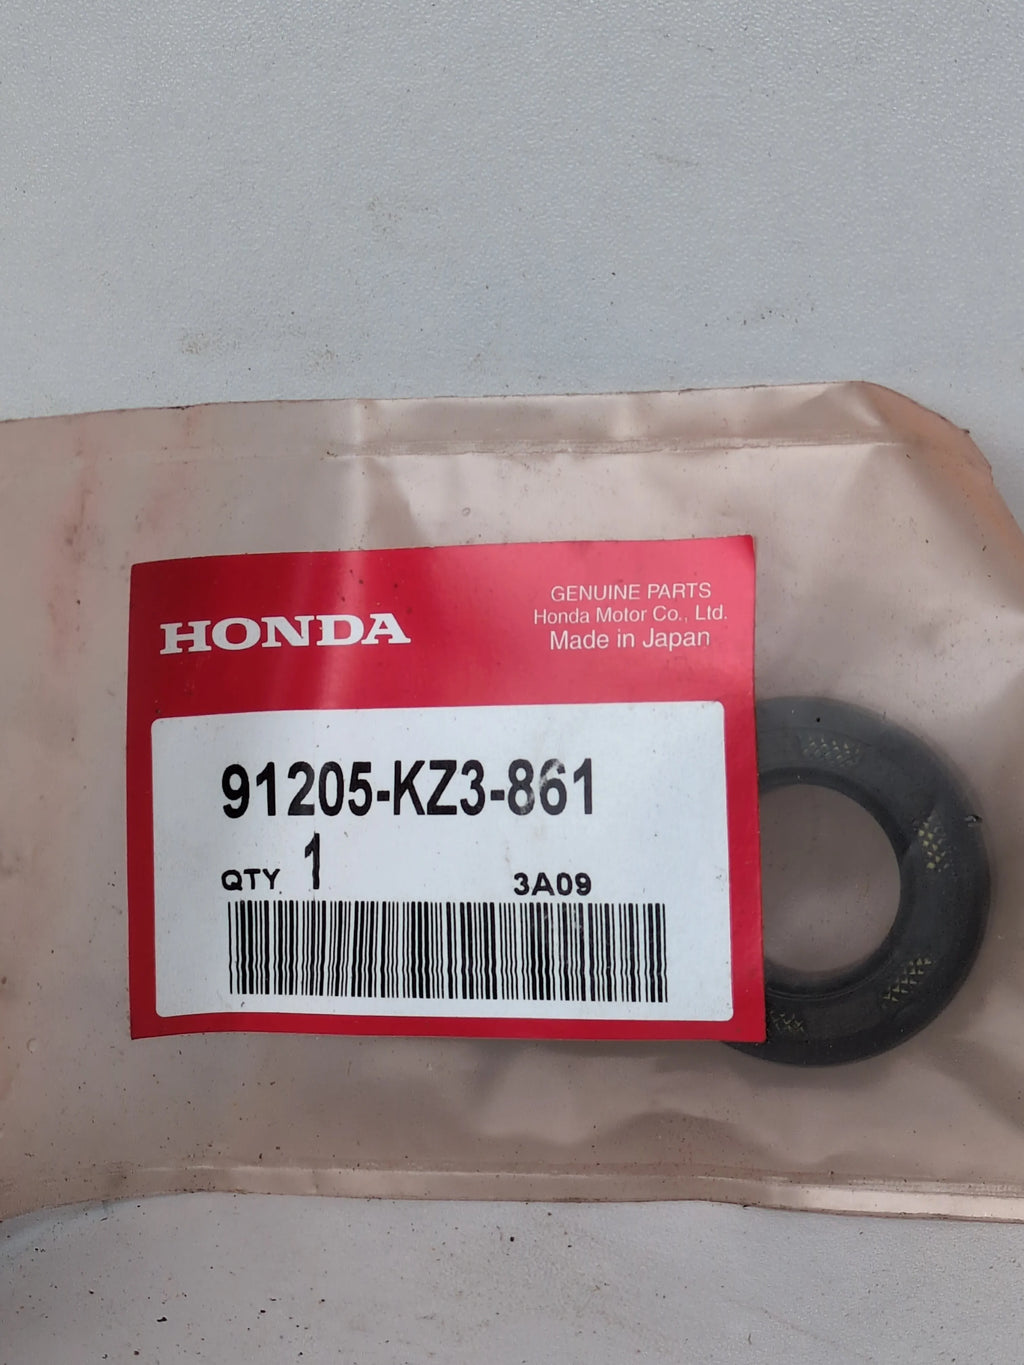 HONDA
GENUINE PARTS
Honda Motor Co., Ltd.
Made in Japan
91205-KZ3-861
QTY 1
3A09